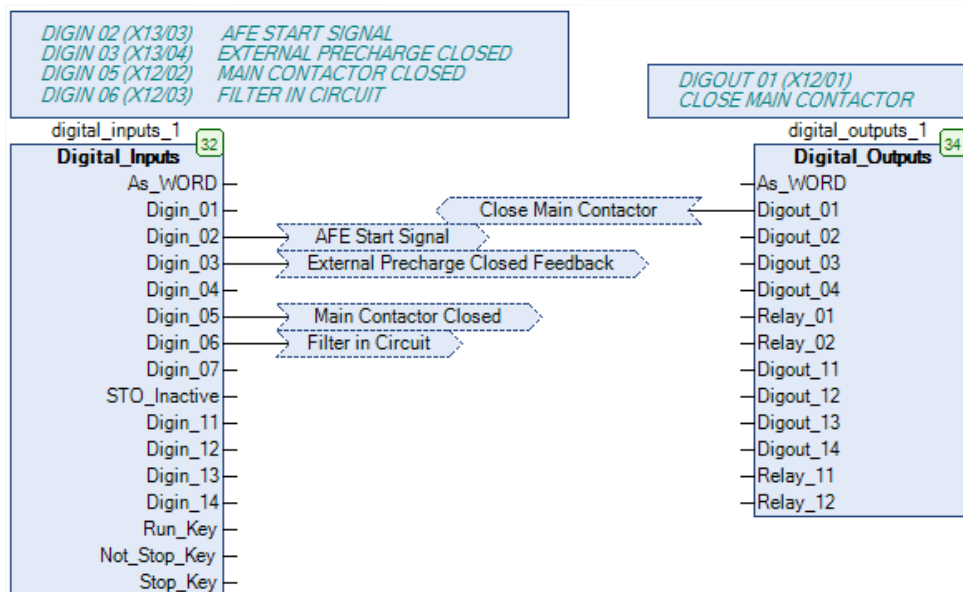 DIGIN 02 (X13/03) AFE START SIGNAL
DIGIN 03 (X13/04) EXTERNAL PRECHARGE CLOSED
DIGIN 05 (X12/02) MAIN CONTACTOR CLOSED
DIGIN 06 (X12/03) FILTER IN CIRCUIT
DIGOUT 01 (X12/01)
CLOSE MAIN CONTACTOR
digital_inputs_1
32
Digital_Inputs
As_WORD
Digin_01
Digin_02
Digin_03
Digin_04
Digin_05
Digin_06
Digin_07
STO_Inactive
Digin_11
Digin_12
Digin_13
Digin_14
Run_Key
Not_Stop_Key
Stop_Key
Close Main Contactor
AFE Start Signal
External Precharge Closed Feedback
Main Contactor Closed
Filter in Circuit
digital_outputs_1
34
Digital_Outputs
As_WORD
Digout_01
Digout_02
Digout_03
Digout_04
Relay_01
Relay_02
Digout_11
Digout_12
Digout_13
Digout_14
Relay_11
Relay_12